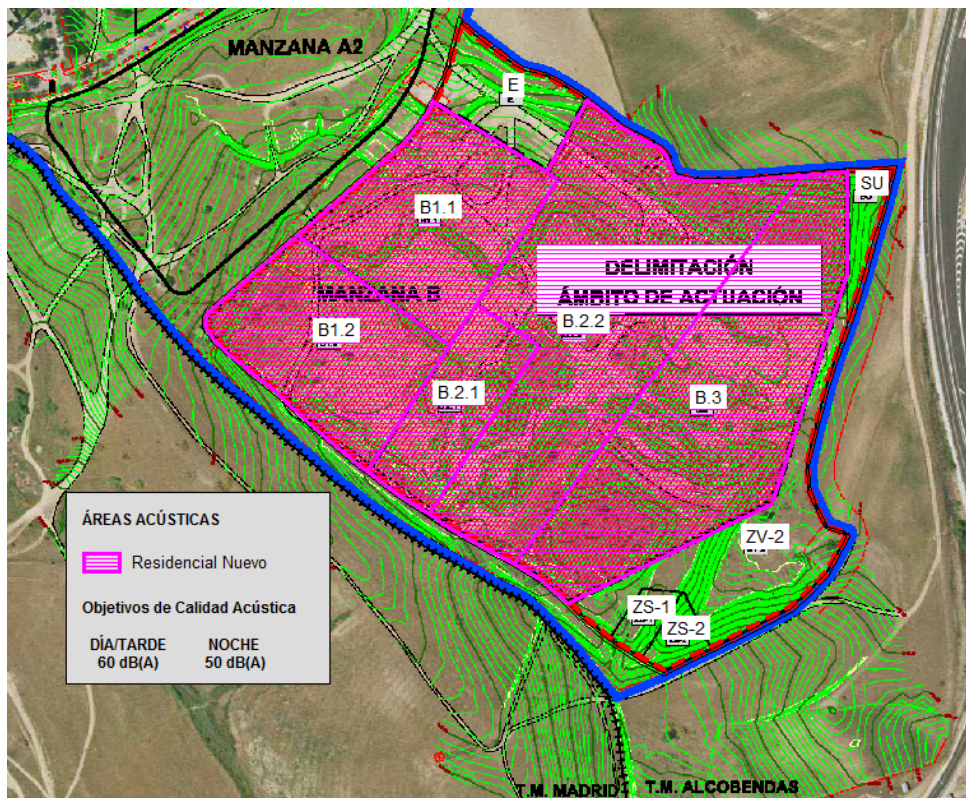 MANZANA A2
E
SU
B1.1
DELIMITACIÓN
ÁMBITO DE ACTUACIÓN
MANZANA B
B1.2
B.2.2
B.2.1
B.3
ÁREAS ACÚSTICAS
Residencial Nuevo
Objetivos de Calidad Acústica
DÍA/TARDE NOCHE
60 dB(A) 50 dB(A)
ZV-2
ZS-1
ZS-2
T.M. MADRID T.M. ALCOBENDAS